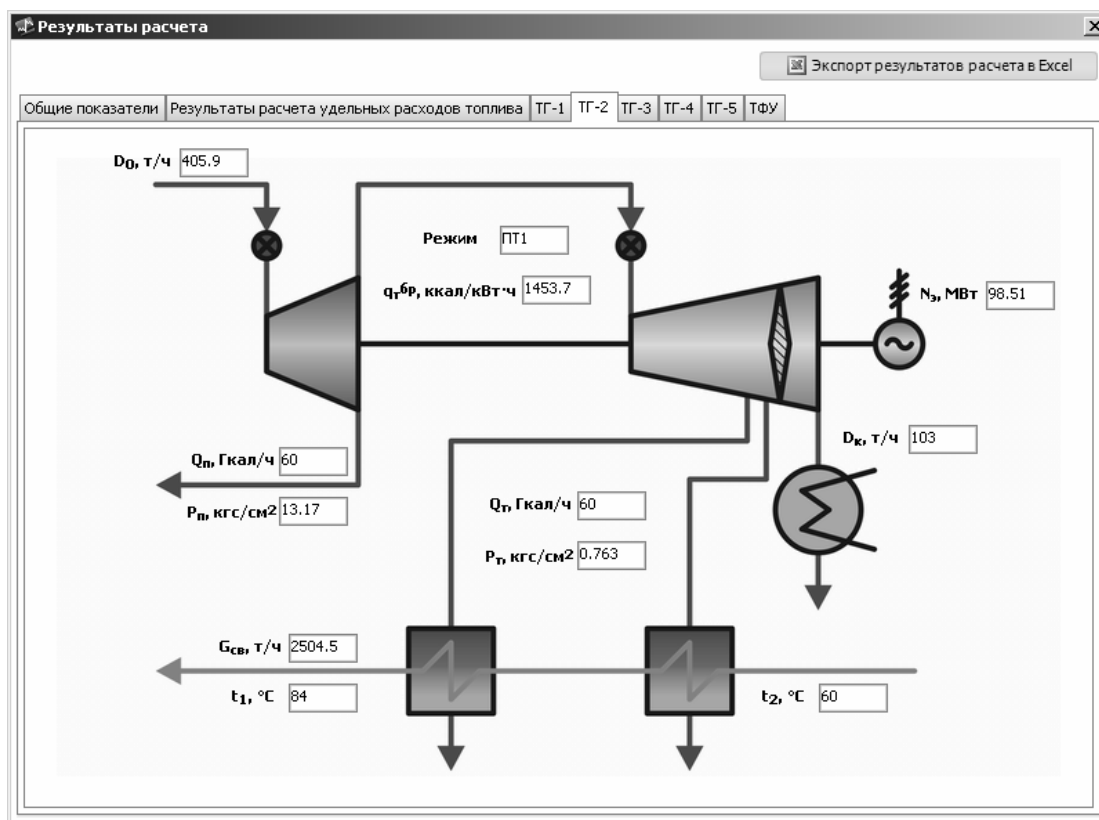 Результаты расчета
Экспорт результатов расчета в Excel
Общие показатели Результаты расчета удельных расходов топлива ТГ-1 ТГ-2 ТГ-3 ТГ-4 ТГ-5 ТФУ
D0, т/ч 405.9
Режим ПТ1
qтбр, ккал/кВт·ч 1453.7
Nэ, МВт 98.51
Dк, т/ч 103
Qп, Гкал/ч 60
Pп, кгс/см2 13.17
Qт, Гкал/ч 60
Pт, кгс/см2 0.763
Gсв, т/ч 2504.5
t1, °C 84
t2, °C 60